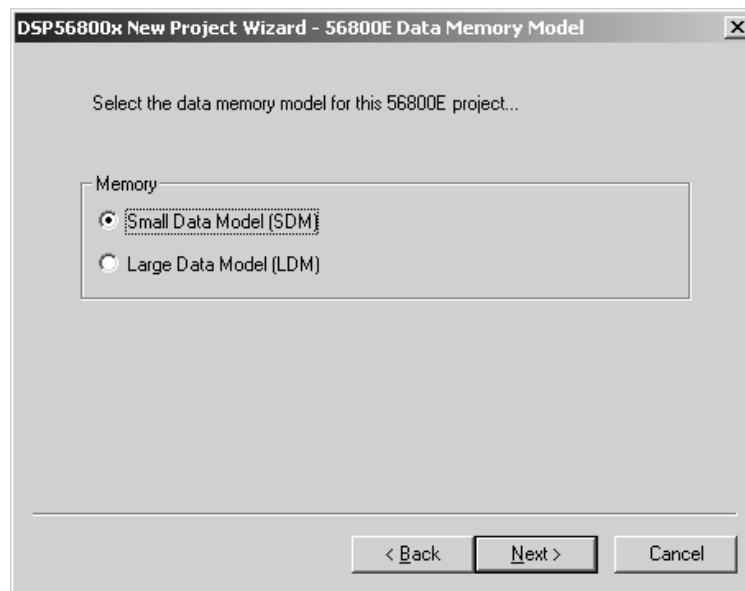 DSP56800x New Project Wizard - 56800E Data Memory Model
Select the data memory model for this 56800E project...
Memory
Small Data Model (SDM)
Large Data Model (LDM)
< Back
Next >
Cancel